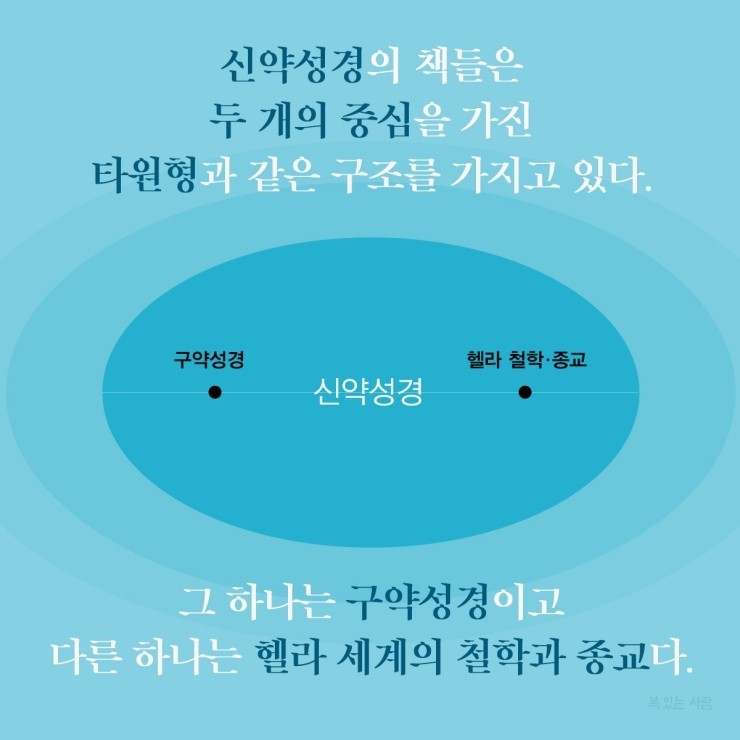 신약성경의 책들은
두 개의 중심을 가진
타원형과 같은 구조를 가지고 있다.
구약성경
헬라 철학·종교
신약성경
그 하나는 구약성경이고
다른 하나는 헬라 세계의 철학과 종교다.
복 있는 사람